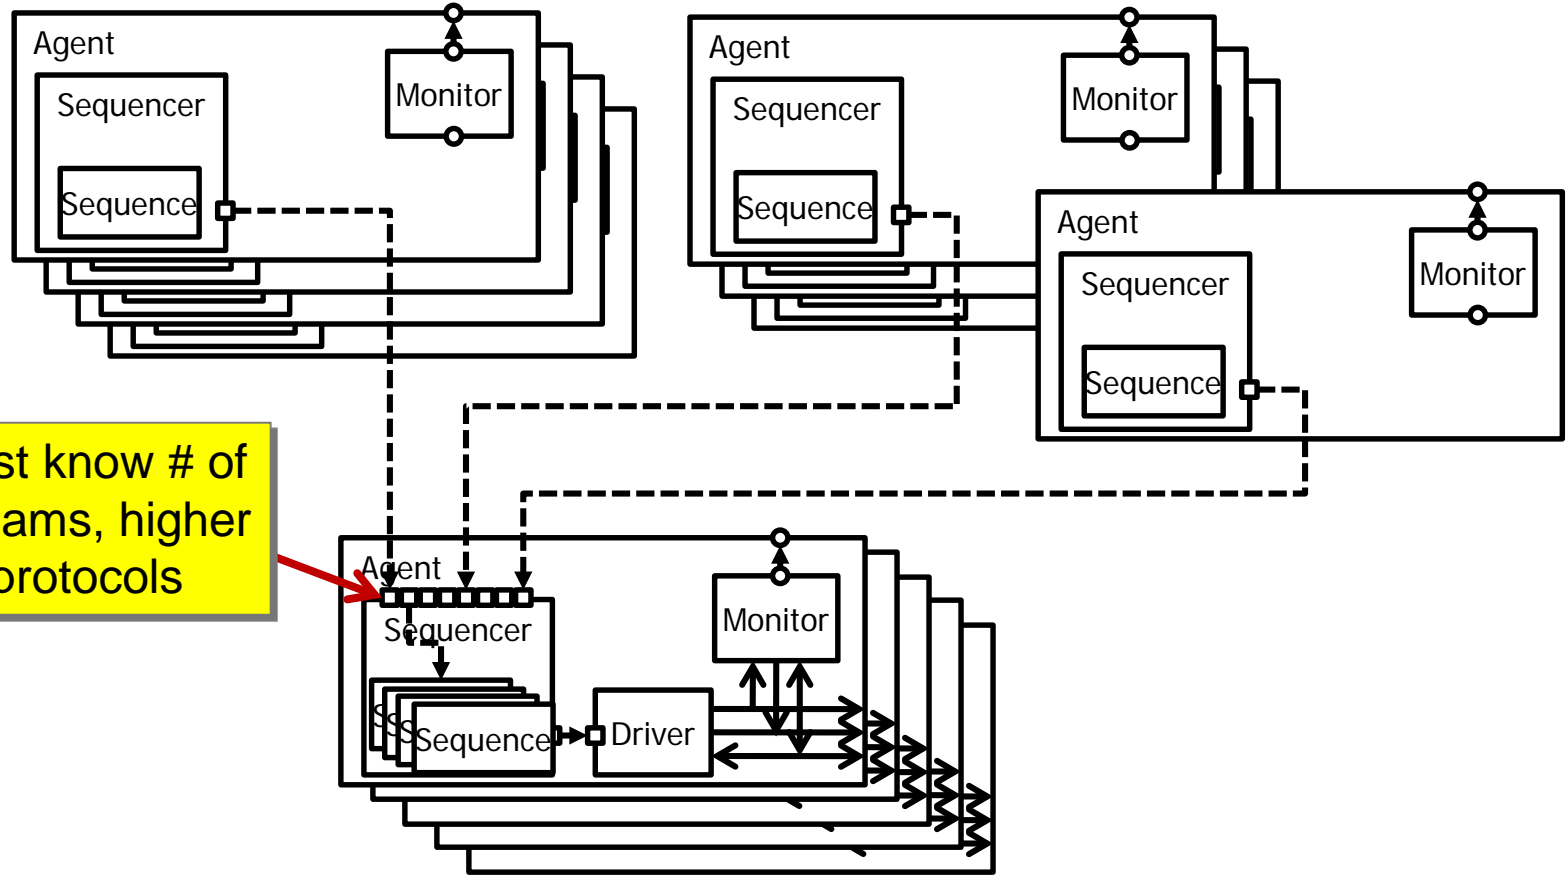 Agent
Monitor
Sequencer
Sequence
Agent
Monitor
Sequencer
Sequence
Agent
Monitor
Sequencer
Sequence
st know # of
ams, higher
protocols
Agent
Monitor
Sequencer
S
S
S
Sequence
Driver